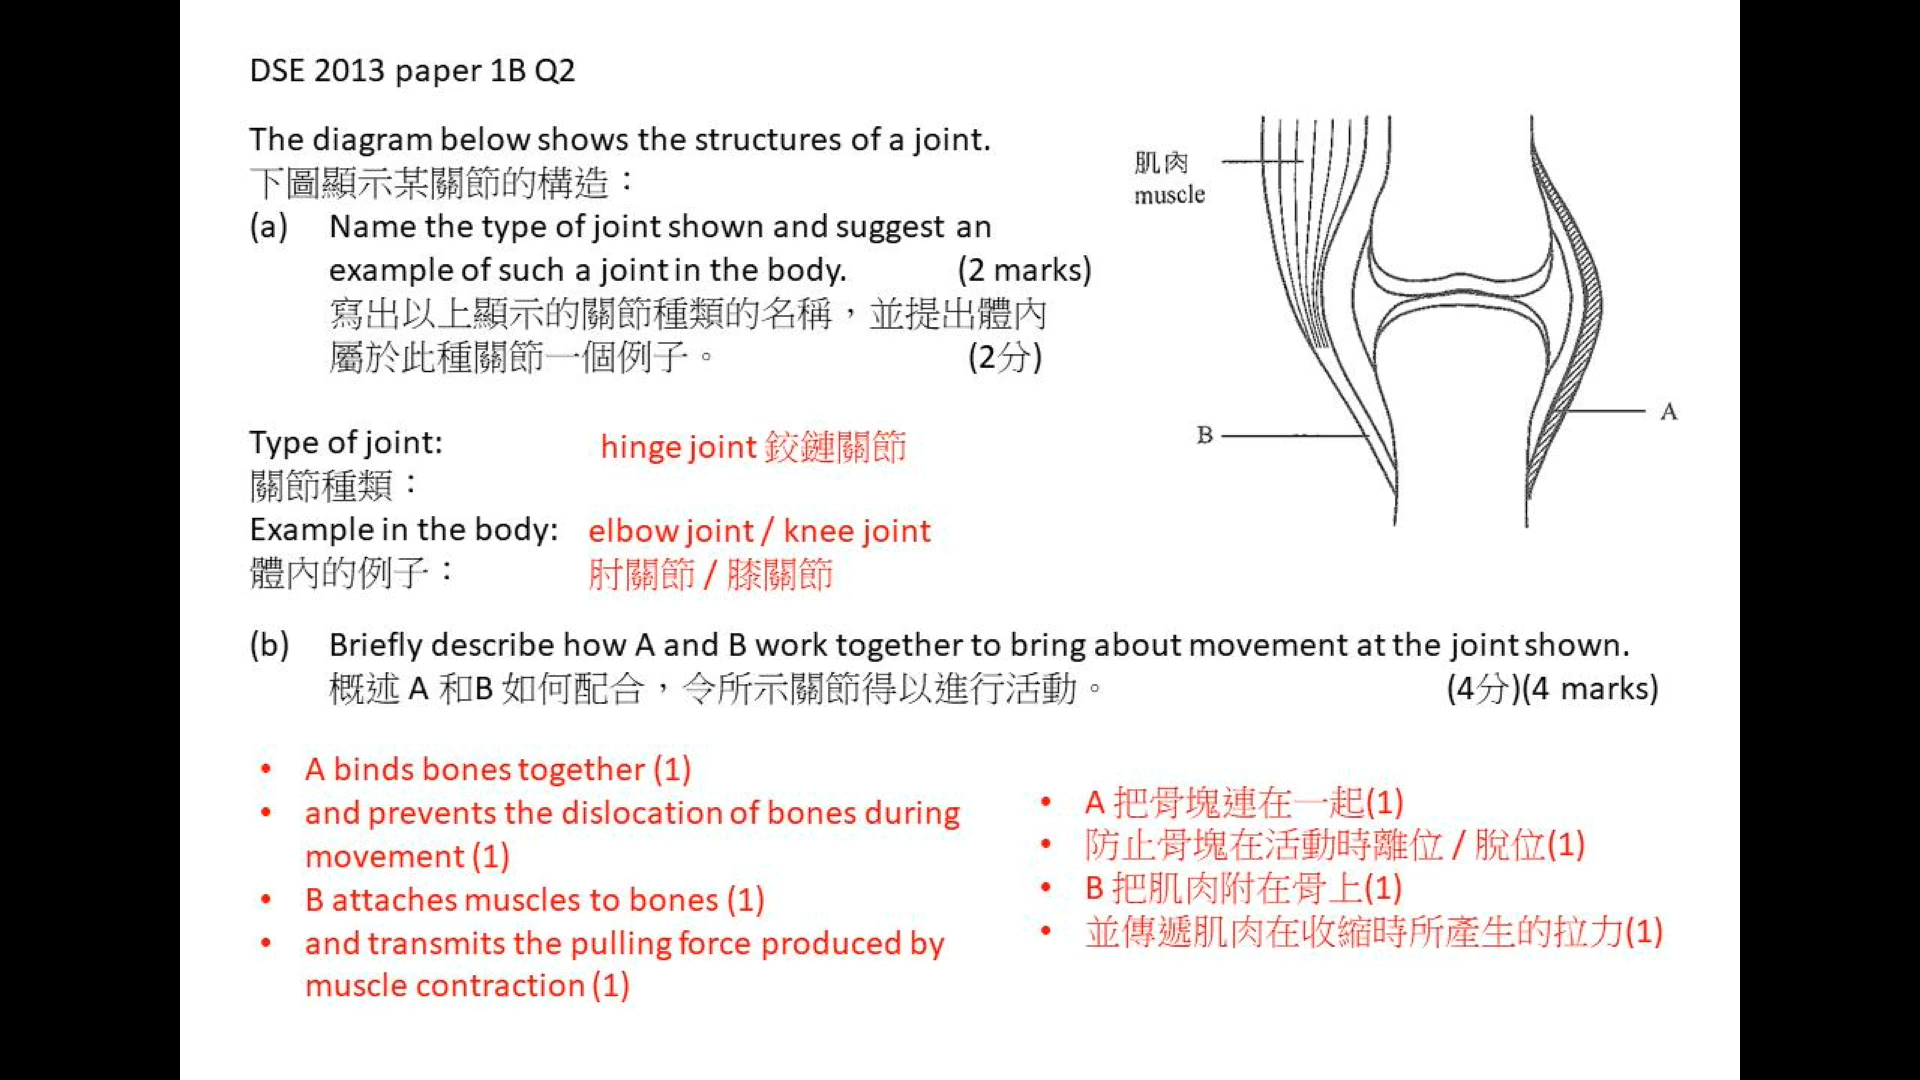 DSE 2013 paper 1B Q2
The diagram below shows the structures of a joint.
下圖顯示某關節的構造：
(a) Name the type of joint shown and suggest an
example of such a joint in the body. (2 marks)
寫出以上顯示的關節種類的名稱，並提出體內
屬於此種關節一個例子。 (2分)
肌肉
muscle
A
B
Type of joint: hinge joint 鉸鏈關節
關節種類：
Example in the body: elbow joint / knee joint
體內的例子： 肘關節 / 膝關節
(b) Briefly describe how A and B work together to bring about movement at the joint shown.
概述 A 和B 如何配合，令所示關節得以進行活動。 (4分)(4 marks)
• A binds bones together (1)
• and prevents the dislocation of bones during
movement (1)
• B attaches muscles to bones (1)
• and transmits the pulling force produced by
muscle contraction (1)
• A 把骨塊連在一起(1)
• 防止骨塊在活動時離位 / 脫位(1)
• B 把肌肉附在骨上(1)
• 並傳遞肌肉在收縮時所產生的拉力(1)